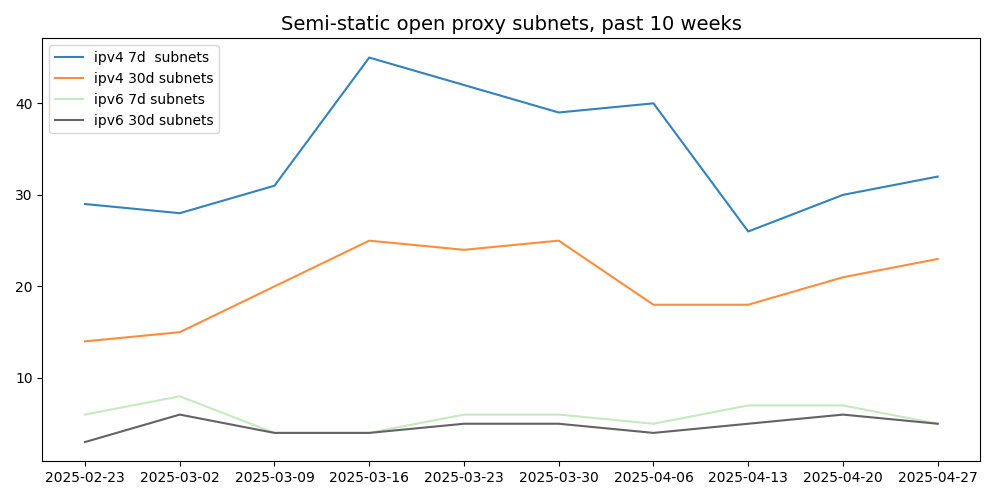 Semi-static open proxy subnets, past 10 weeks
ipv4 7d  subnets
ipv4 30d subnets
ipv6 7d subnets
ipv6 30d subnets
40
30
20
10
2025-02-23 2025-03-02 2025-03-09 2025-03-16 2025-03-23 2025-03-30 2025-04-06 2025-04-13 2025-04-20 2025-04-27